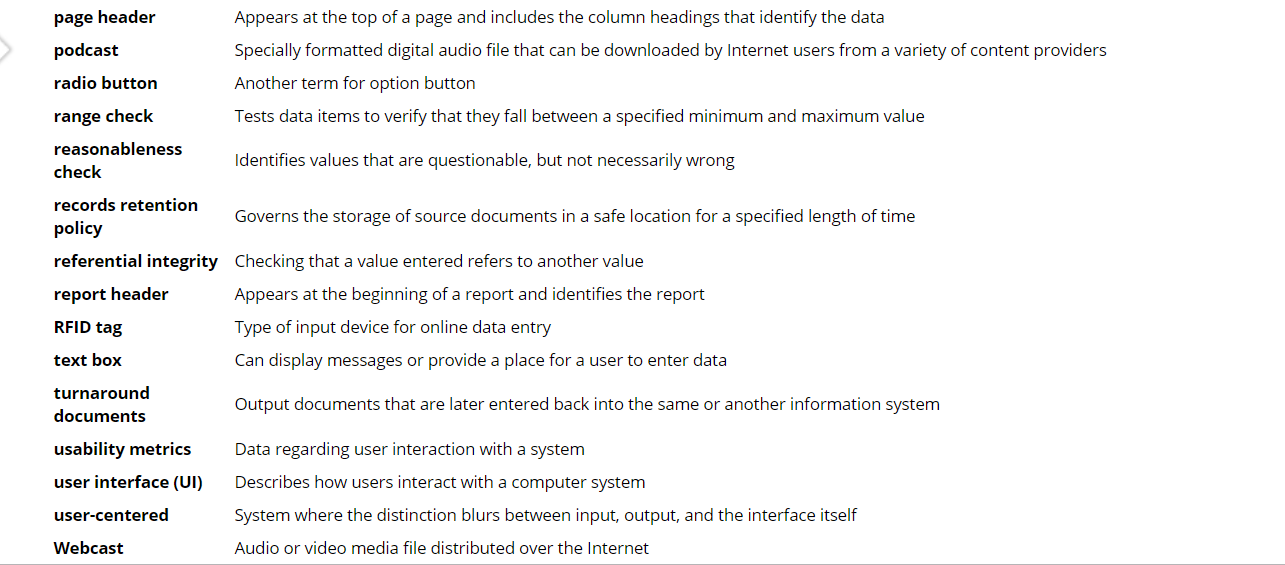 page header Appears at the top of a page and includes the column headings that identify the data
podcast Specially formatted digital audio file that can be downloaded by Internet users from a variety of content providers
radio button Another term for option button
range check Tests data items to verify that they fall between a specified minimum and maximum value
reasonableness
check
Identifies values that are questionable, but not necessarily wrong
records retention
policy
Governs the storage of source documents in a safe location for a specified length of time
referential integrity Checking that a value entered refers to another value
report header Appears at the beginning of a report and identifies the report
RFID tag Type of input device for online data entry
text box Can display messages or provide a place for a user to enter data
turnaround
documents
Output documents that are later entered back into the same or another information system
usability metrics Data regarding user interaction with a system
user interface (UI) Describes how users interact with a computer system
user-centered System where the distinction blurs between input, output, and the interface itself
Webcast Audio or video media file distributed over the Internet